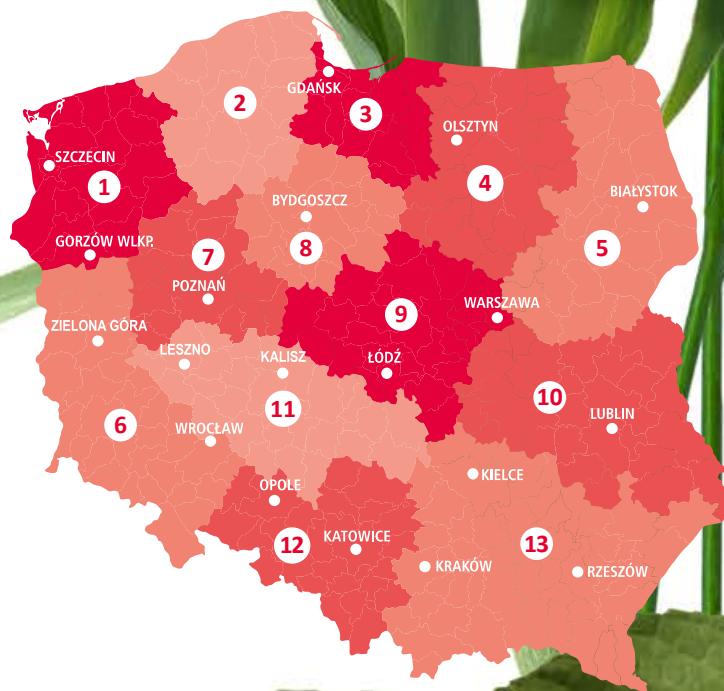 GDAŃSK
2
3
OLSZTYN
SZCZECIN
1
4
BIAŁYSTOK
BYDGOSZCZ
GORZÓW WLKP.
7
8
5
POZNAŃ
9
WARSZAWA
ZIELONA GÓRA
LESZNO
KALISZ
ŁÓDŹ
10
11
LUBLIN
6
WROCŁAW
KIELCE
OPOLE
12
KATOWICE
13
KRAKÓW
RZESZÓW